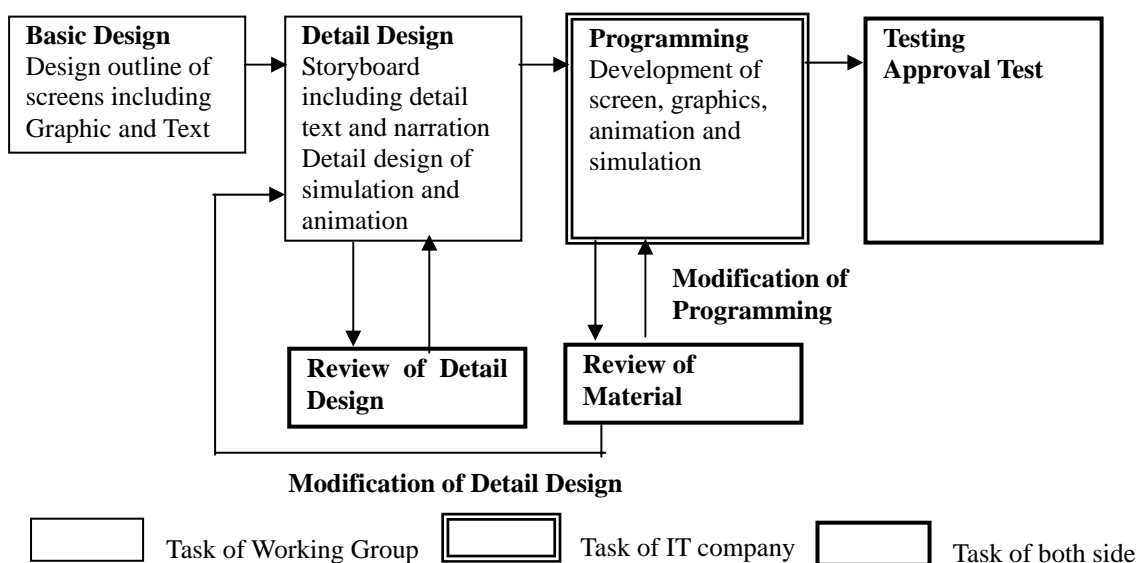 Basic Design
Design outline of
screens including
Graphic and Text
Detail Design
Storyboard
including detail
text and narration
Detail design of
simulation and
animation
Programming
Development of
screen, graphics,
animation and
simulation
Testing
Approval Test
Modification of
Programming
Review of Detail
Design
Review of
Material
Modification of Detail Design
Task of Working Group
Task of IT company
Task of both side